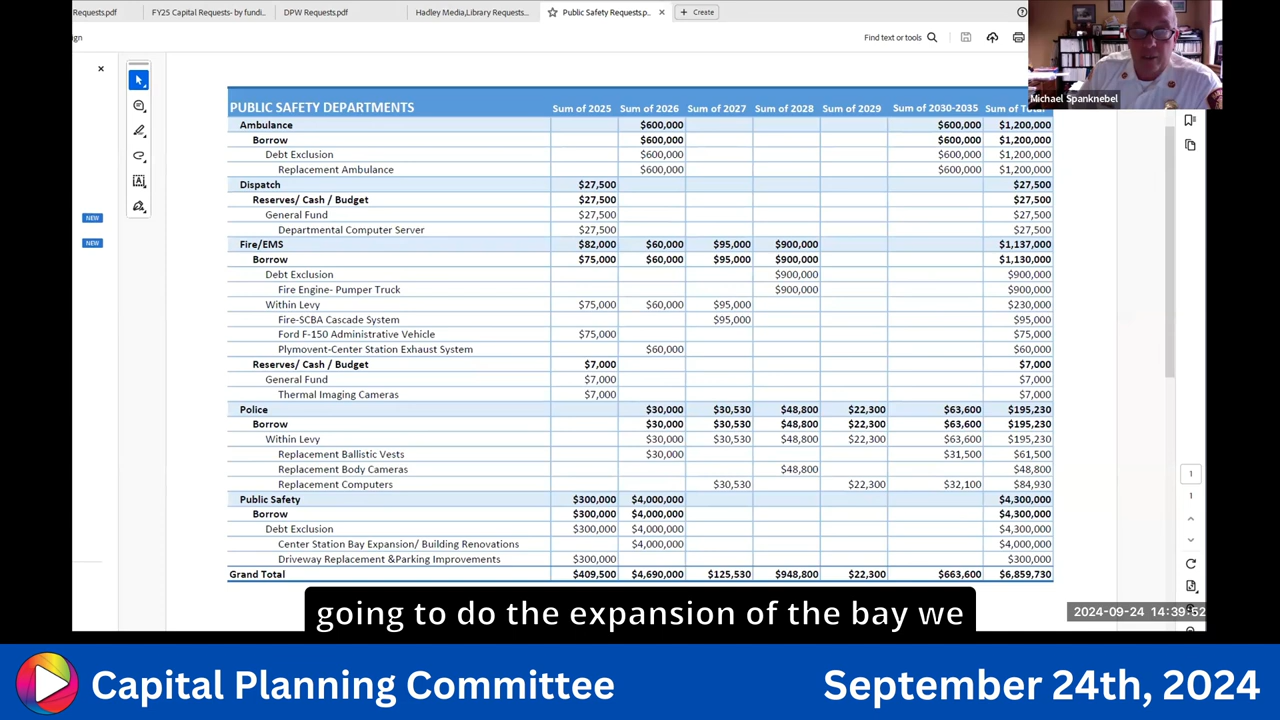 Requests.pdf FY25 Capital Requests- by fundi... DPW Requests.pdf Hadley Media,Library Requests... Public Safety Requests.p... × + Create
ign Find text or tools
Michael Spanknebel
NEW
NEW
PUBLIC SAFETY DEPARTMENTS Sum of 2025 Sum of 2026 Sum of 2027 Sum of 2028 Sum of 2029 Sum of 2030-2035 Sum of
Ambulance $600,000 $600,000 $1,200,000
Borrow $600,000 $600,000 $1,200,000
Debt Exclusion $600,000 $600,000 $1,200,000
Replacement Ambulance $600,000 $600,000 $1,200,000
Dispatch $27,500 $27,500
Reserves/ Cash / Budget $27,500 $27,500
General Fund $27,500 $27,500
Departmental Computer Server $27,500 $27,500
Fire/EMS $82,000 $60,000 $95,000 $900,000 $1,137,000
Borrow $75,000 $60,000 $95,000 $900,000 $1,130,000
Debt Exclusion $900,000 $900,000
Fire Engine- Pumper Truck $900,000 $900,000
Within Levy $75,000 $60,000 $95,000 $230,000
Fire-SCBA Cascade System $95,000 $95,000
Ford F-150 Administrative Vehicle $75,000 $75,000
Plymovent-Center Station Exhaust System $60,000 $60,000
Reserves/ Cash / Budget $7,000 $7,000
General Fund $7,000 $7,000
Thermal Imaging Cameras $7,000 $7,000
Police $30,000 $30,530 $48,800 $22,300 $63,600 $195,230
Borrow $30,000 $30,530 $48,800 $22,300 $63,600 $195,230
Within Levy $30,000 $30,530 $48,800 $22,300 $63,600 $195,230
Replacement Ballistic Vests $30,000 $31,500 $61,500
Replacement Body Cameras $48,800 $48,800
Replacement Computers $30,530 $22,300 $32,100 $84,930
Public Safety $300,000 $4,000,000 $4,300,000
Borrow $300,000 $4,000,000 $4,300,000
Debt Exclusion $300,000 $4,000,000 $4,300,000
Center Station Bay Expansion/ Building Renovations $4,000,000 $4,000,000
Driveway Replacement &Parking Improvements $300,000 $300,000
Grand Total $409,500 $4,690,000 $125,530 $948,800 $22,300 $663,600 $6,859,730
1
1
going to do the expansion of the bay we
2024-09-24 14:39:52
Capital Planning Committee September 24th, 2024